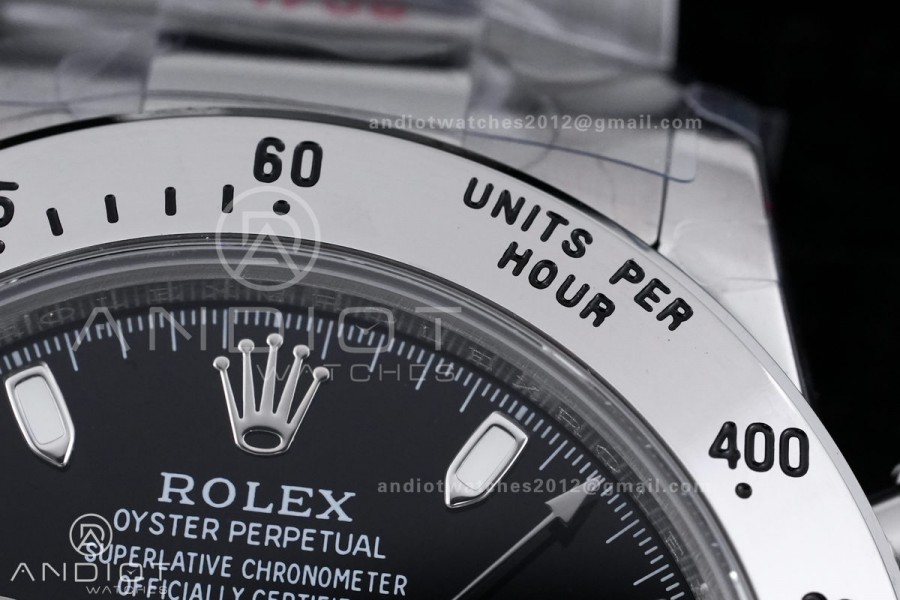 andiotwatches2012@gmail.com
60
UNITS PER
HOUR
400
ANDIOT
WATCHES
ROLEX
OYSTER PERPETUAL
SUPERLATIVE CHRONOMETER
OFFICIALLY
andiotwatches2012@gmail.com
ANDIOT
WATCHES